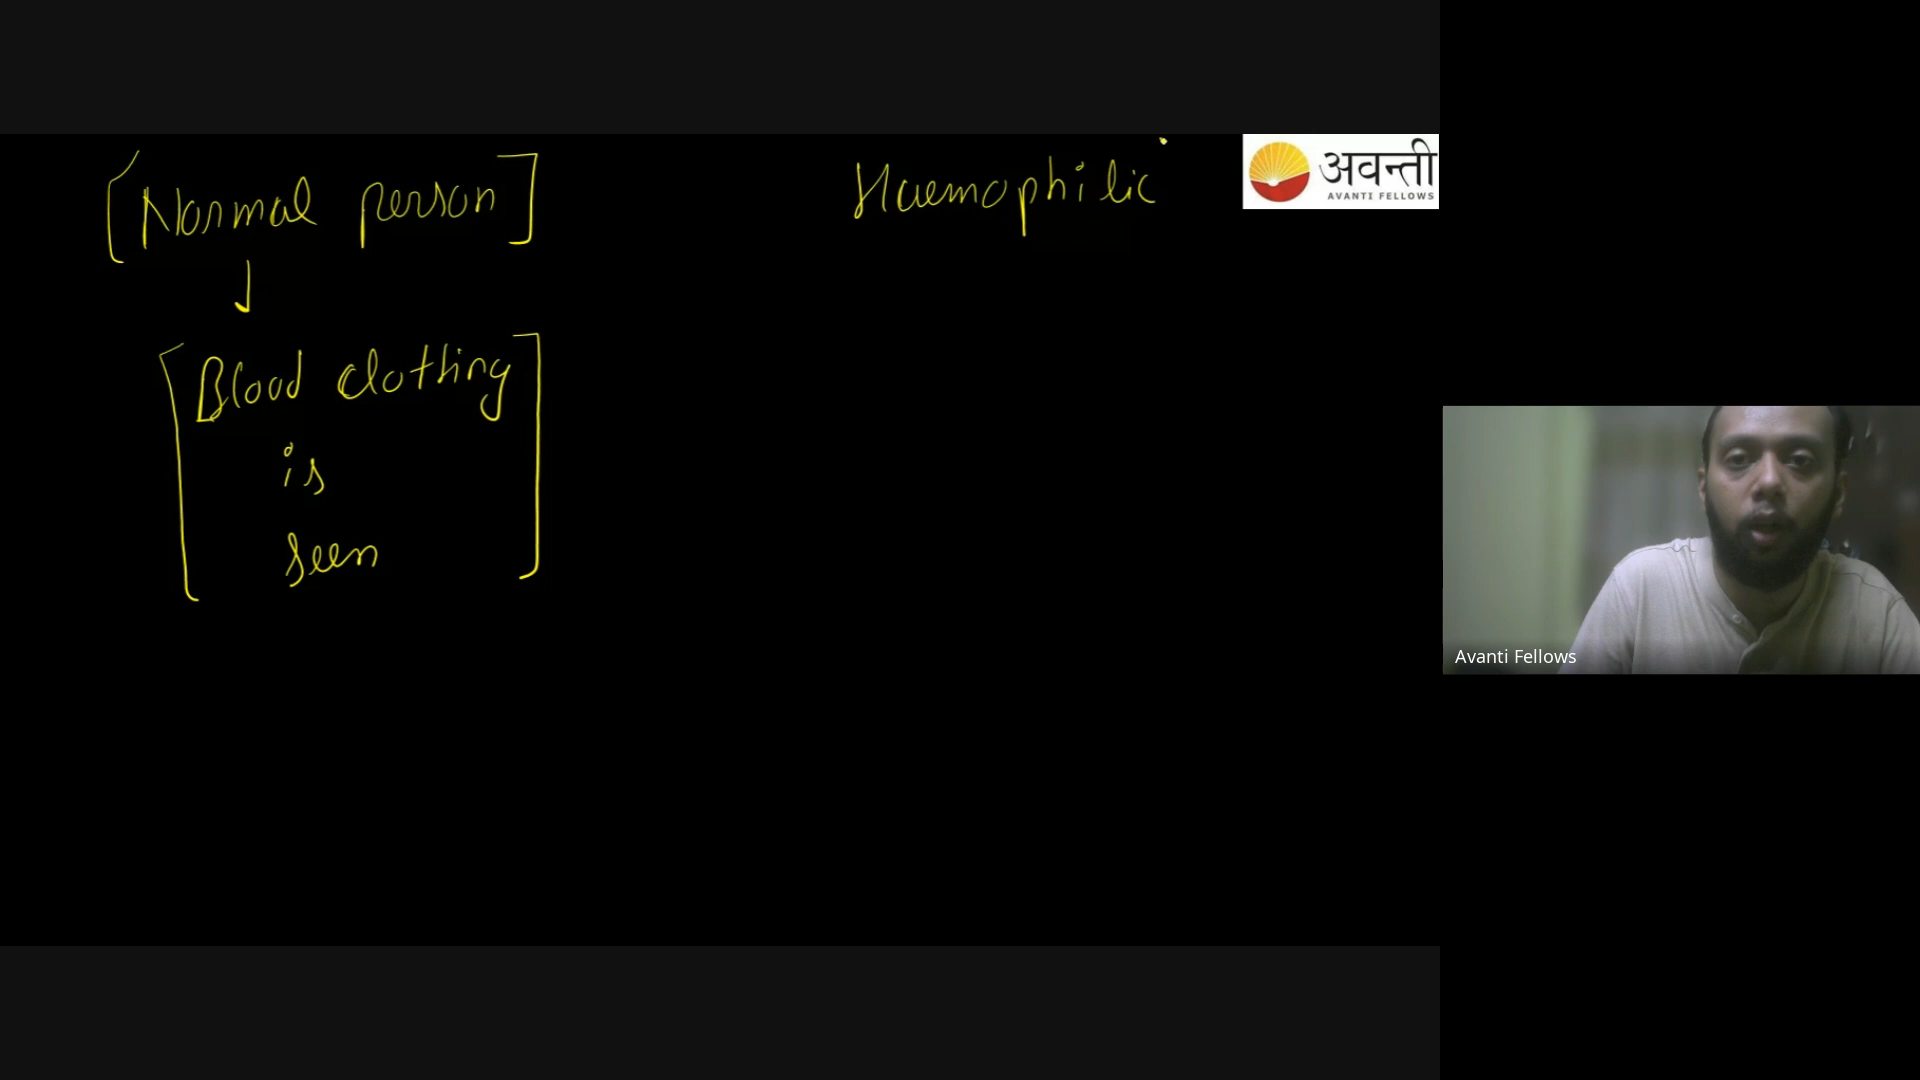 [Normal person]
Haemophilic
अवन्ती
AVANTI FELLOWS
↓
[Blood clothing
is
seen]
Avanti Fellows